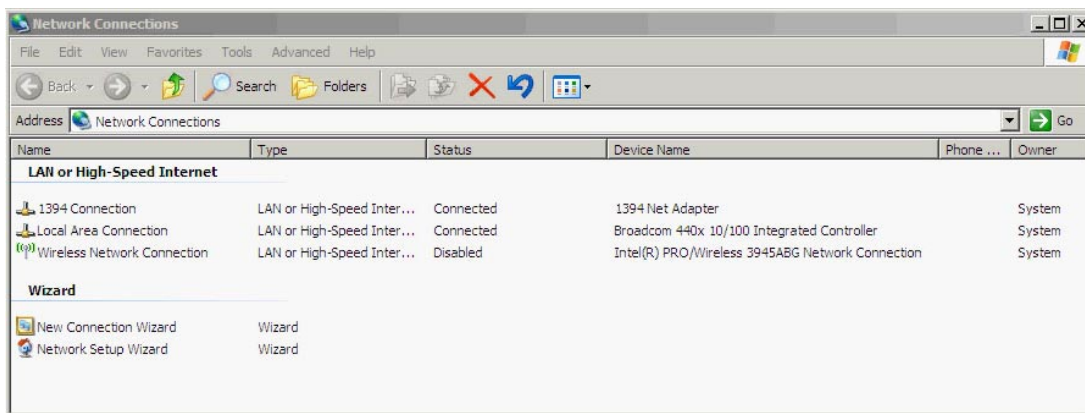 Network Connections
File Edit View Favorites Tools Advanced Help
Back Search Folders
Address Network Connections Go
Name Type Status Device Name Phone ... Owner
LAN or High-Speed Internet
1394 Connection LAN or High-Speed Inter... Connected 1394 Net Adapter System
Local Area Connection LAN or High-Speed Inter... Connected Broadcom 440x 10/100 Integrated Controller System
Wireless Network Connection LAN or High-Speed Inter... Disabled Intel(R) PRO/Wireless 3945ABG Network Connection System
Wizard
New Connection Wizard Wizard
Network Setup Wizard Wizard